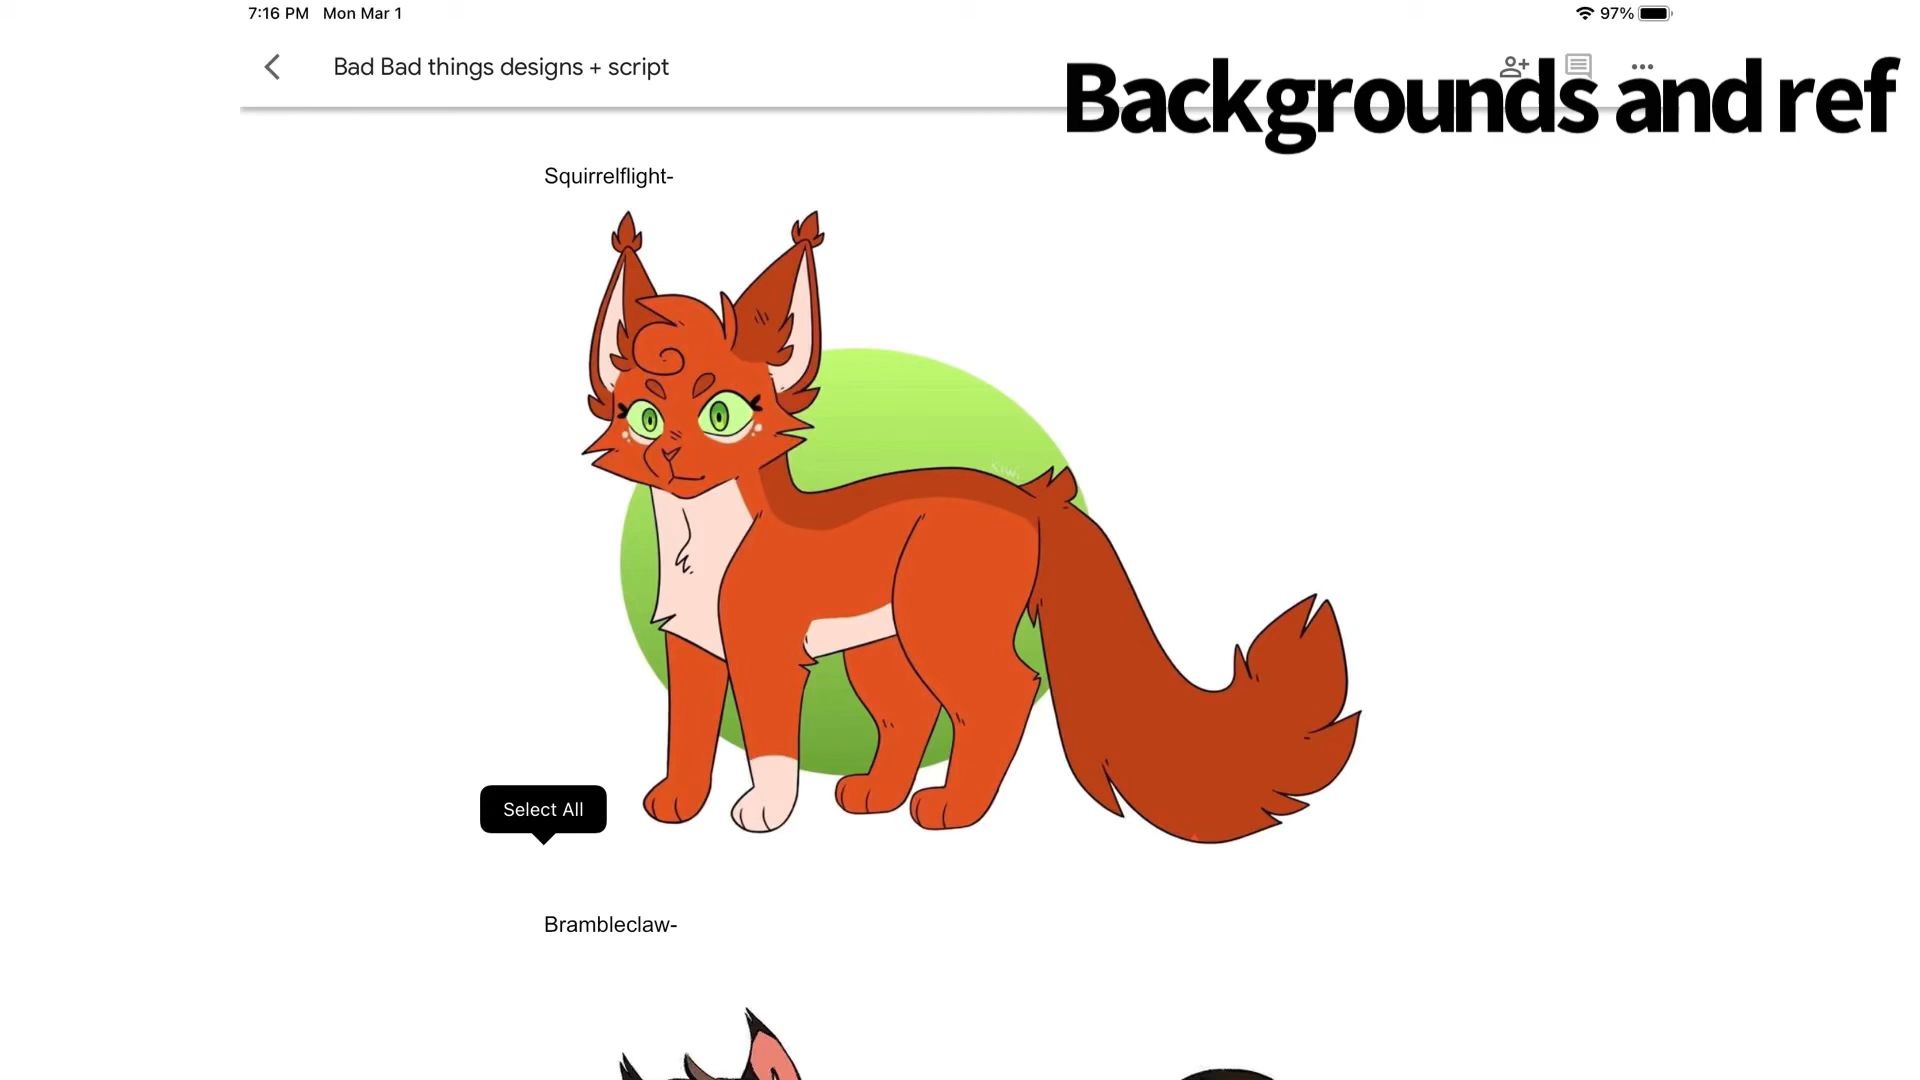 7:16 PM Mon Mar 1
97%
Bad Bad things designs + script
Backgrounds and ref
Squirrelflight-
Kiwi
Select All
Brambleclaw-